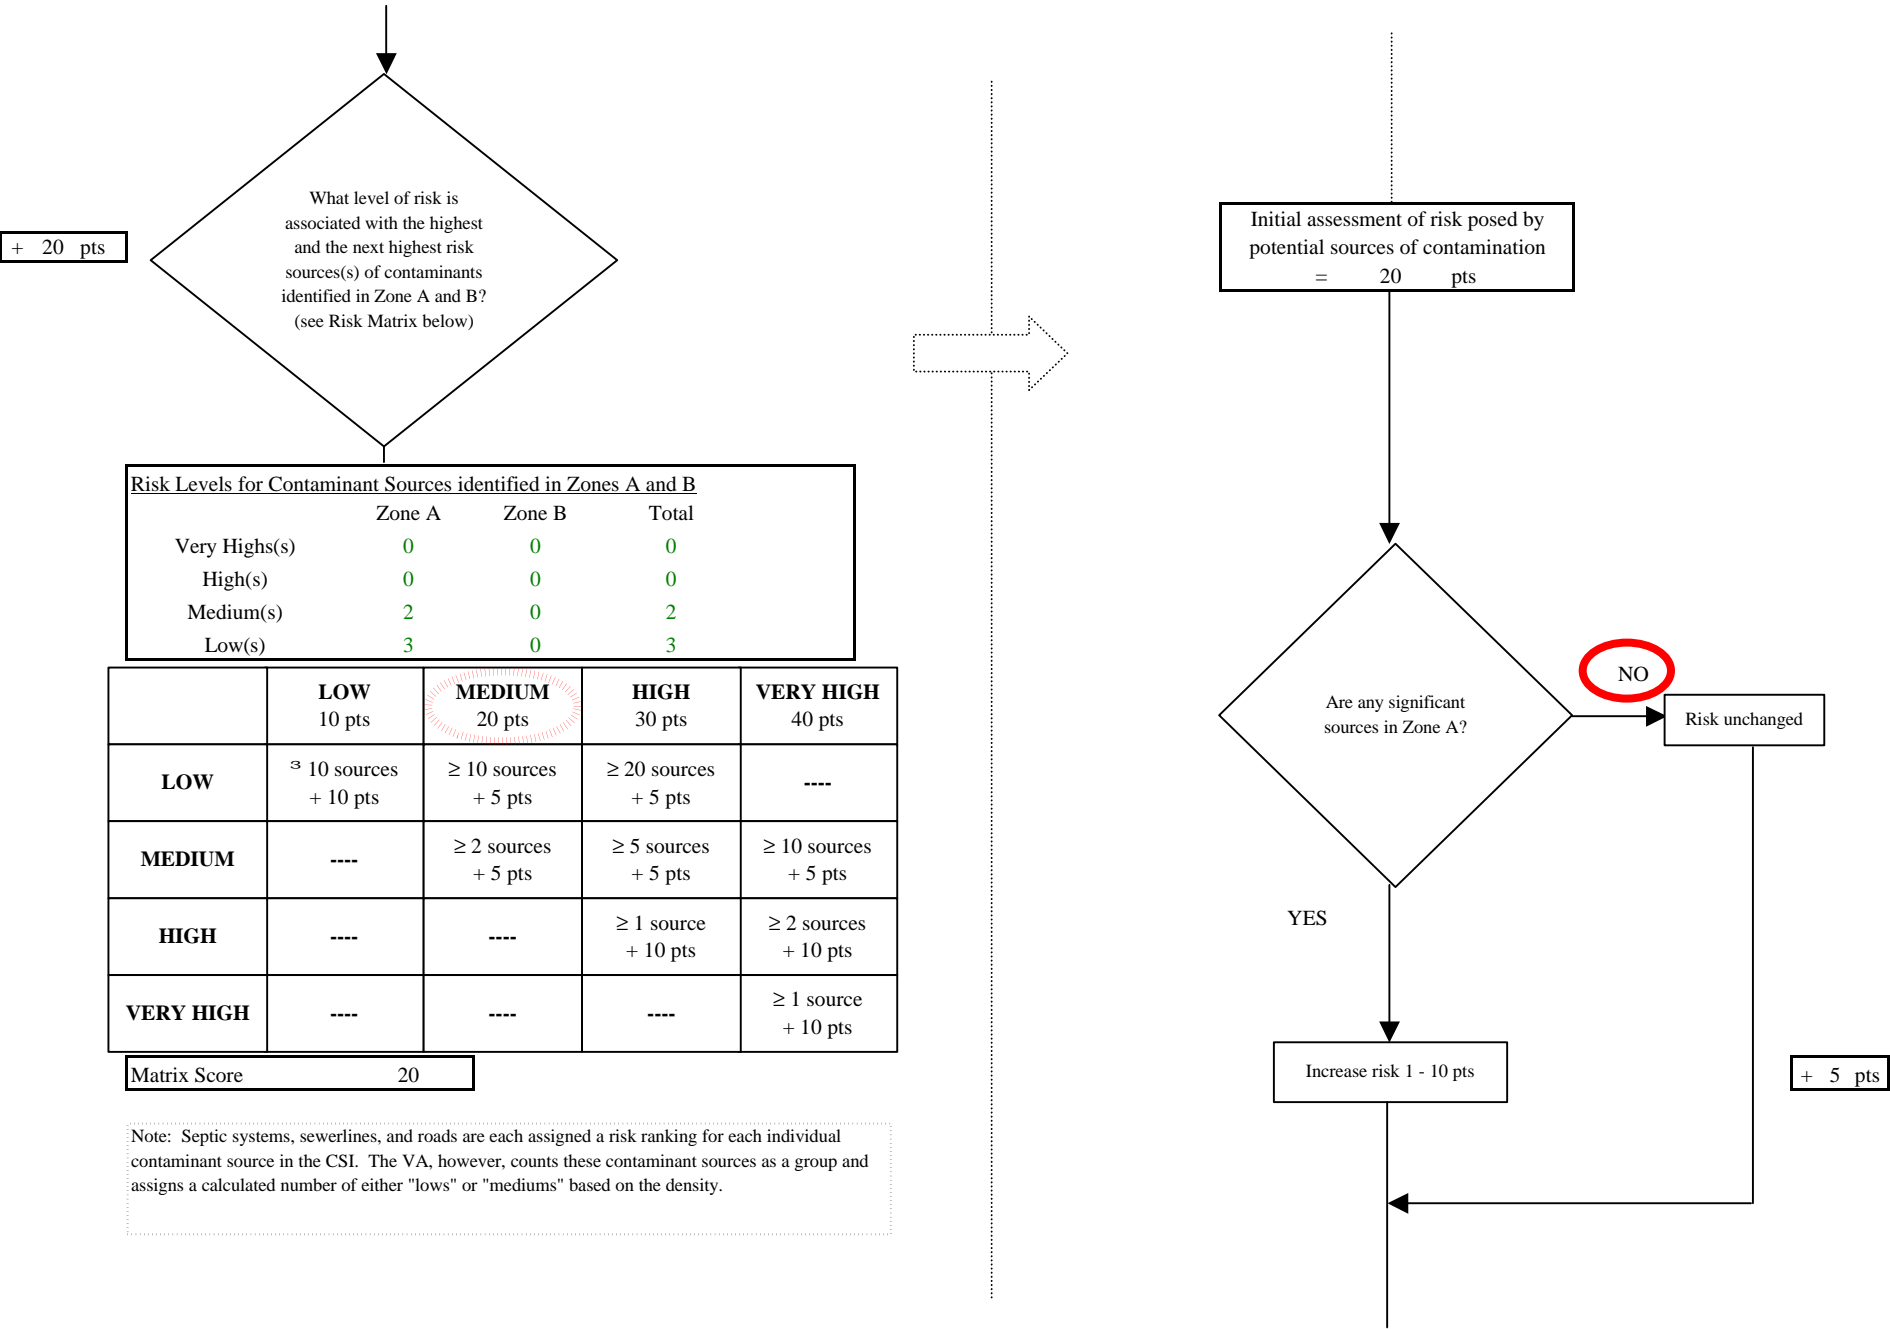 + 20 pts
What level of risk is
associated with the highest
and the next highest risk
sources(s) of contaminants
identified in Zone A and B?
(see Risk Matrix below)
Risk Levels for Contaminant Sources identified in Zones A and B
Zone A Zone B Total
Very Highs(s) 0 0 0
High(s) 0 0 0
Medium(s) 2 0 2
Low(s) 3 0 3
LOW MEDIUM HIGH VERY HIGH
10 pts 20 pts 30 pts 40 pts
LOW
³ 10 sources ≥ 10 sources ≥ 20 sources ----
+ 10 pts + 5 pts + 5 pts
MEDIUM
---- ≥ 2 sources ≥ 5 sources ≥ 10 sources
+ 5 pts + 5 pts + 5 pts
HIGH
---- ---- ≥ 1 source ≥ 2 sources
+ 10 pts + 10 pts
VERY HIGH
---- ---- ---- ≥ 1 source
+ 10 pts
Matrix Score 20
Note: Septic systems, sewerlines, and roads are each assigned a risk ranking for each individual
contaminant source in the CSI. The VA, however, counts these contaminant sources as a group and
assigns a calculated number of either "lows" or "mediums" based on the density.
Initial assessment of risk posed by
potential sources of contamination
= 20 pts
Are any significant
sources in Zone A?
NO
Risk unchanged
YES
Increase risk 1 - 10 pts
+ 5 pts